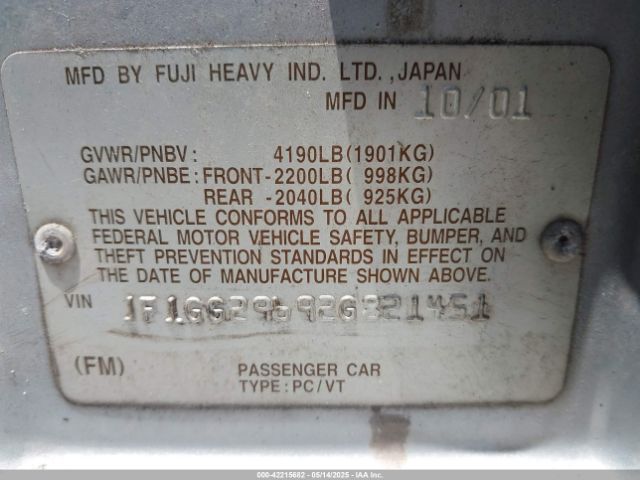 MFD BY FUJI HEAVY IND. LTD., JAPAN
MFD IN 10/01
GVWR/PNBV: 4190LB(1901KG)
GAWR/PNBE: FRONT-2200LB( 998KG)
REAR -2040LB( 925KG)
THIS VEHICLE CONFORMS TO ALL APPLICABLE
FEDERAL MOTOR VEHICLE SAFETY, BUMPER, AND
THEFT PREVENTION STANDARDS IN EFFECT ON
THE DATE OF MANUFACTURE SHOWN ABOVE.
VIN JF1GG29692G821451
(FM) PASSENGER CAR
TYPE: PC/VT
000-42215682 - 05/14/2025 - IAA Inc.